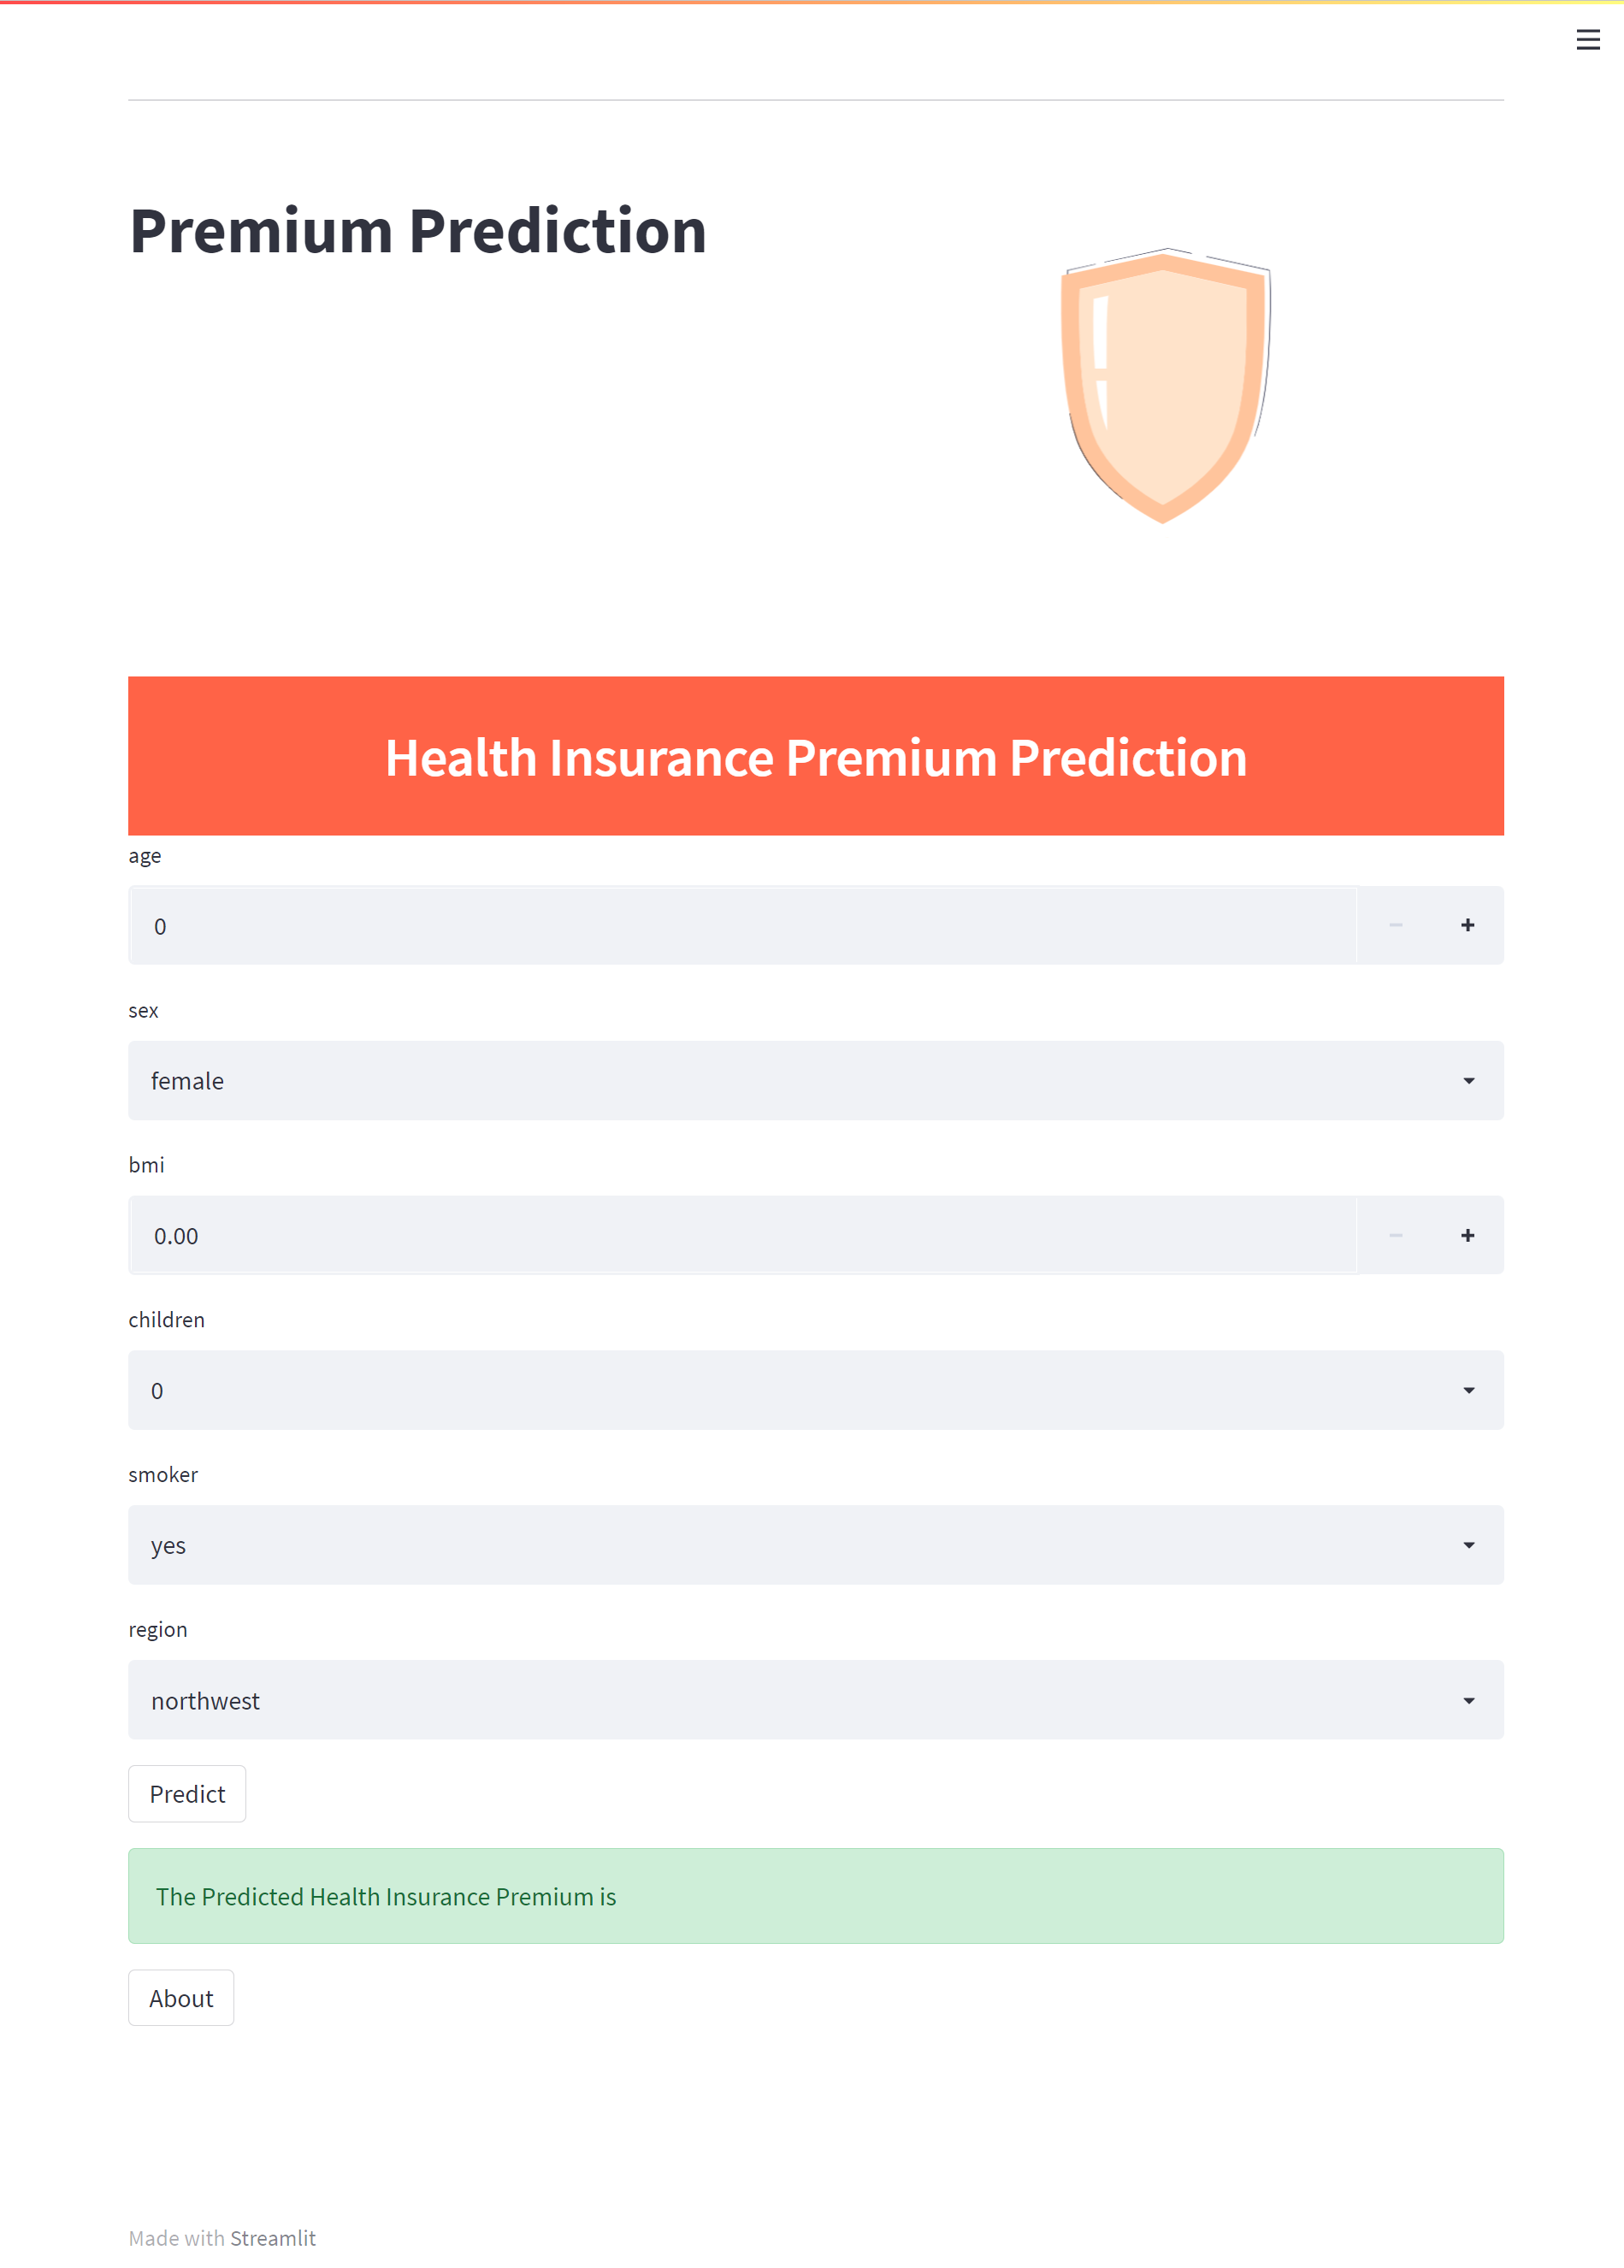 Premium Prediction
Health Insurance Premium Prediction
age
0
sex
female
bmi
0.00
children
0
smoker
yes
region
northwest
Predict
The Predicted Health Insurance Premium is
About
Made with Streamlit